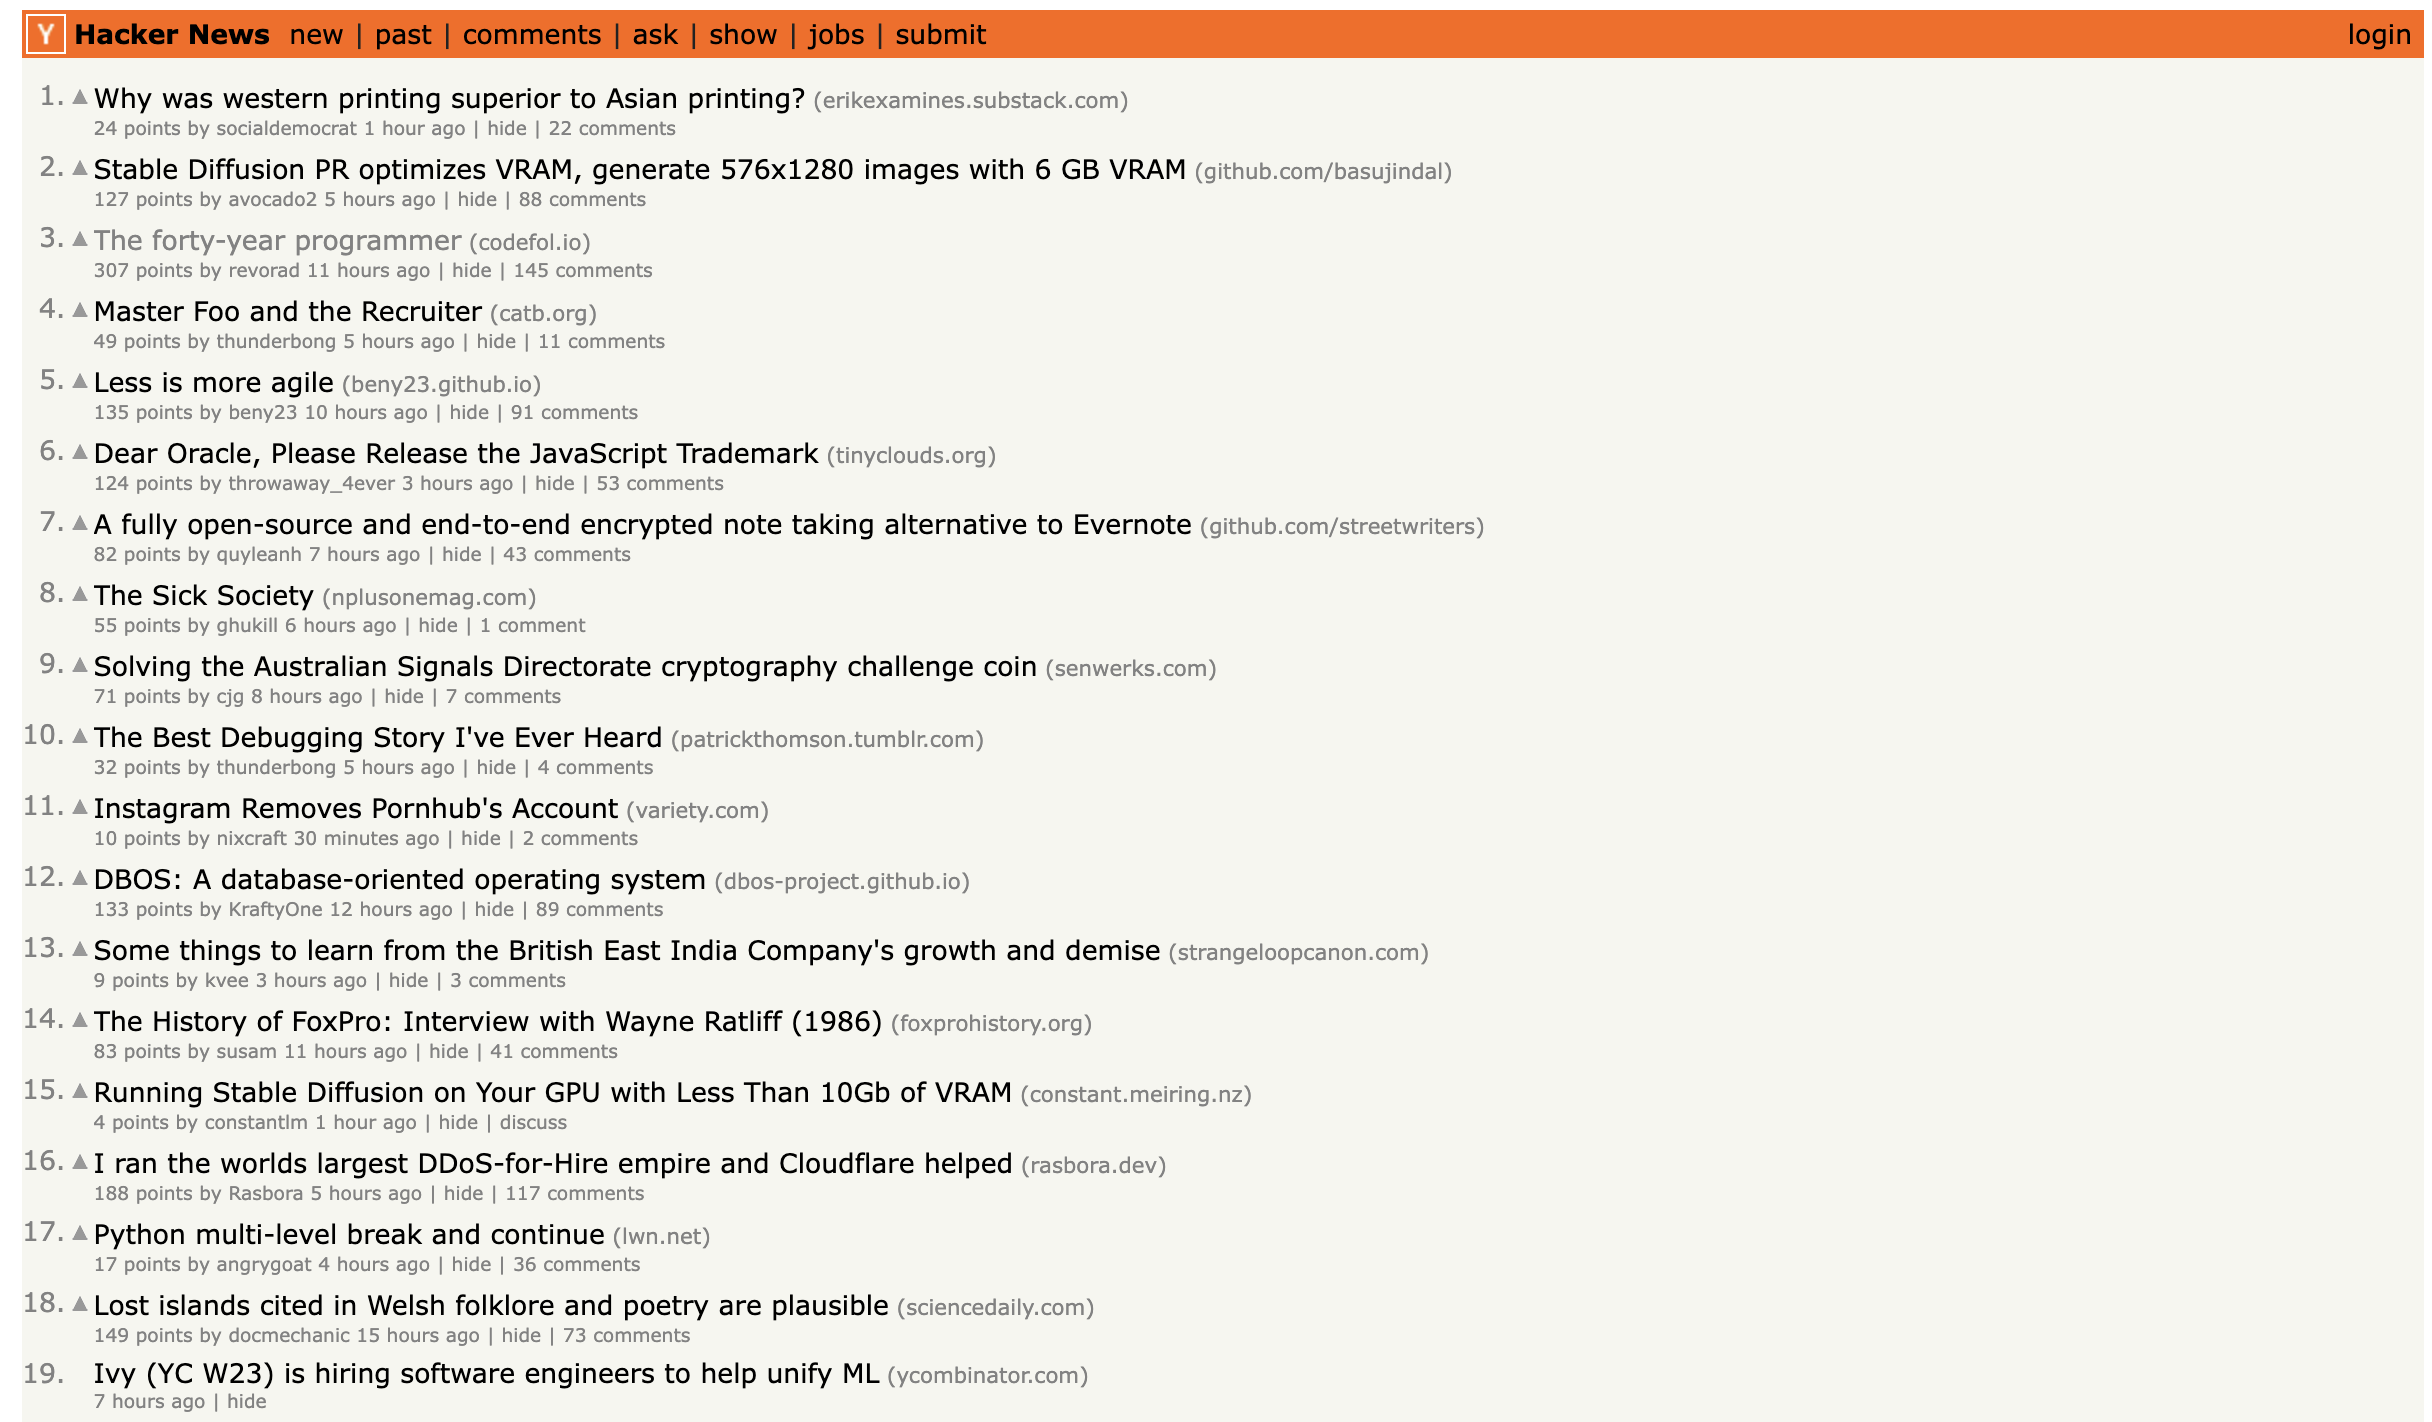 Y Hacker News new | past | comments | ask | show | jobs | submit login
1. ▲ Why was western printing superior to Asian printing? (erikexamines.substack.com)
24 points by socialdemocrat 1 hour ago | hide | 22 comments
2. ▲ Stable Diffusion PR optimizes VRAM, generate 576x1280 images with 6 GB VRAM (github.com/basujindal)
127 points by avocado2 5 hours ago | hide | 88 comments
3. ▲ The forty-year programmer (codefol.io)
307 points by revorad 11 hours ago | hide | 145 comments
4. ▲ Master Foo and the Recruiter (catb.org)
49 points by thunderbong 5 hours ago | hide | 11 comments
5. ▲ Less is more agile (beny23.github.io)
135 points by beny23 10 hours ago | hide | 91 comments
6. ▲ Dear Oracle, Please Release the JavaScript Trademark (tinyclouds.org)
124 points by throwaway_4ever 3 hours ago | hide | 53 comments
7. ▲ A fully open-source and end-to-end encrypted note taking alternative to Evernote (github.com/streetwriters)
82 points by quyleanh 7 hours ago | hide | 43 comments
8. ▲ The Sick Society (nplusonemag.com)
55 points by ghukill 6 hours ago | hide | 1 comment
9. ▲ Solving the Australian Signals Directorate cryptography challenge coin (senwerks.com)
71 points by cjg 8 hours ago | hide | 7 comments
10. ▲ The Best Debugging Story I've Ever Heard (patrickthomson.tumblr.com)
32 points by thunderbong 5 hours ago | hide | 4 comments
11. ▲ Instagram Removes Pornhub's Account (variety.com)
10 points by nixcraft 30 minutes ago | hide | 2 comments
12. ▲ DBOS: A database-oriented operating system (dbos-project.github.io)
133 points by KraftyOne 12 hours ago | hide | 89 comments
13. ▲ Some things to learn from the British East India Company's growth and demise (strangeloopcanon.com)
9 points by kvee 3 hours ago | hide | 3 comments
14. ▲ The History of FoxPro: Interview with Wayne Ratliff (1986) (foxprohistory.org)
83 points by susam 11 hours ago | hide | 41 comments
15. ▲ Running Stable Diffusion on Your GPU with Less Than 10Gb of VRAM (constant.meiring.nz)
4 points by constantlm 1 hour ago | hide | discuss
16. ▲ I ran the worlds largest DDoS-for-Hire empire and Cloudflare helped (rasbora.dev)
188 points by Rasbora 5 hours ago | hide | 117 comments
17. ▲ Python multi-level break and continue (lwn.net)
17 points by angrygoat 4 hours ago | hide | 36 comments
18. ▲ Lost islands cited in Welsh folklore and poetry are plausible (sciencedaily.com)
149 points by docmechanic 15 hours ago | hide | 73 comments
19. Ivy (YC W23) is hiring software engineers to help unify ML (ycombinator.com)
7 hours ago | hide